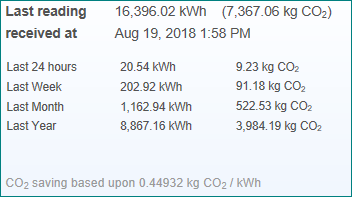 Last reading 16,396.02 kWh (7,367.06 kg CO₂)
received at Aug 19, 2018 1:58 PM
Last 24 hours 20.54 kWh 9.23 kg CO₂
Last Week 202.92 kWh 91.18 kg CO₂
Last Month 1,162.94 kWh 522.53 kg CO₂
Last Year 8,867.16 kWh 3,984.19 kg CO₂
CO₂ saving based upon 0.44932 kg CO₂ / kWh